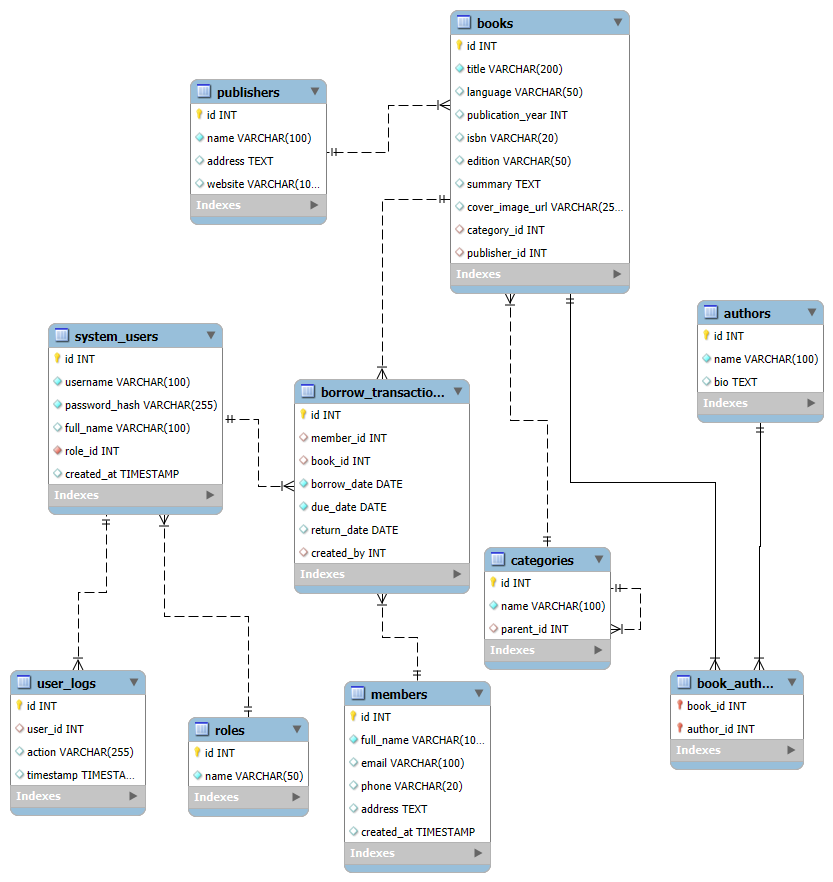 books
id INT
title VARCHAR(200)
language VARCHAR(50)
publication_year INT
isbn VARCHAR(20)
edition VARCHAR(50)
summary TEXT
cover_image_url VARCHAR(25...
category_id INT
publisher_id INT
Indexes
publishers
id INT
name VARCHAR(100)
address TEXT
website VARCHAR(10...
Indexes
system_users
id INT
username VARCHAR(100)
password_hash VARCHAR(255)
full_name VARCHAR(100)
role_id INT
created_at TIMESTAMP
Indexes
borrow_transactio...
id INT
member_id INT
book_id INT
borrow_date DATE
due_date DATE
return_date DATE
created_by INT
Indexes
authors
id INT
name VARCHAR(100)
bio TEXT
Indexes
categories
id INT
name VARCHAR(100)
parent_id INT
Indexes
user_logs
id INT
user_id INT
action VARCHAR(255)
timestamp TIMESTA...
Indexes
roles
id INT
name VARCHAR(50)
Indexes
members
id INT
full_name VARCHAR(10...
email VARCHAR(100)
phone VARCHAR(20)
address TEXT
created_at TIMESTAMP
Indexes
book_auth...
book_id INT
author_id INT
Indexes